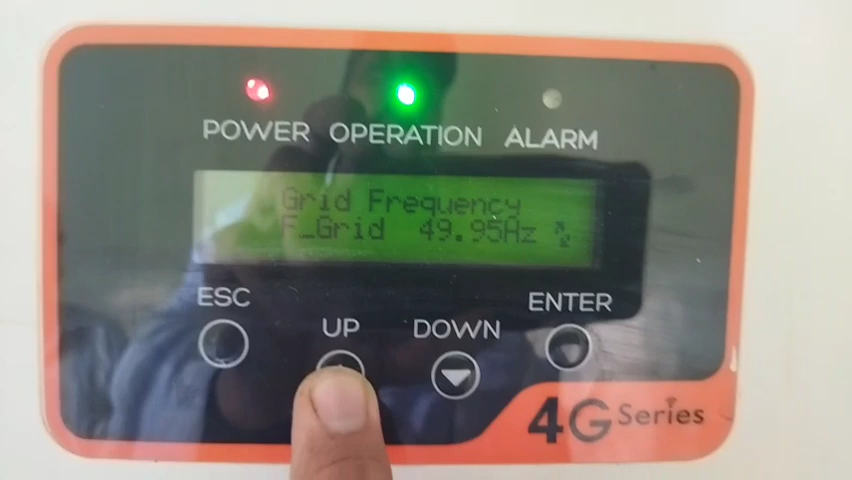 POWER OPERATION ALARM
Grid Frequency
F_Grid 49.95Hz
ESC
UP
DOWN
ENTER
4G Series